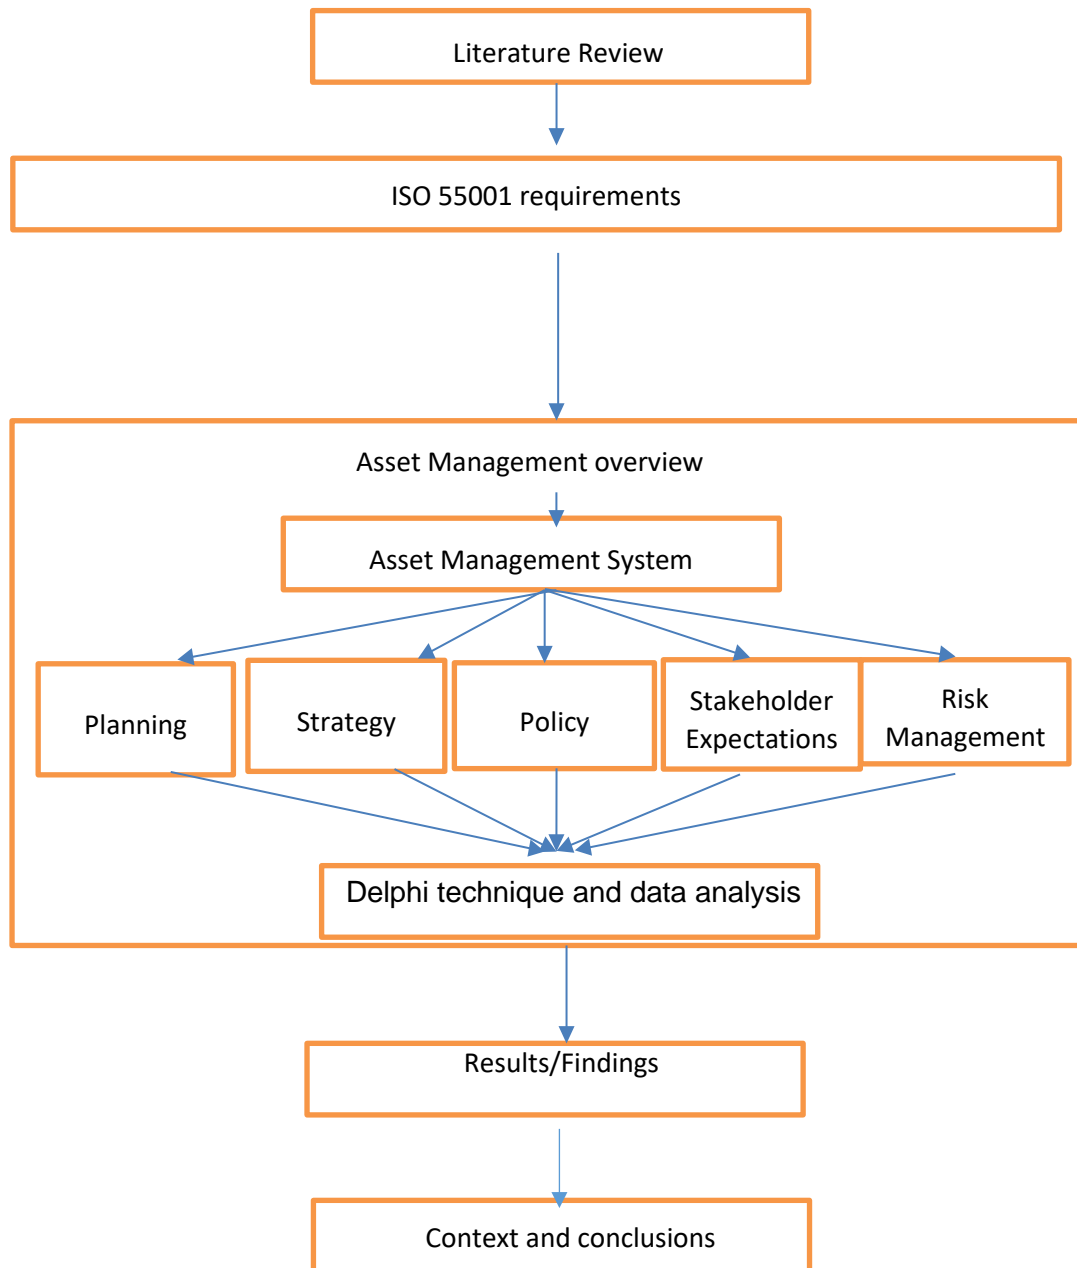 Literature Review
ISO 55001 requirements
Asset Management overview
Asset Management System
Planning
Strategy
Policy
Stakeholder
Expectations
Risk
Management
Delphi technique and data analysis
Results/Findings
Context and conclusions